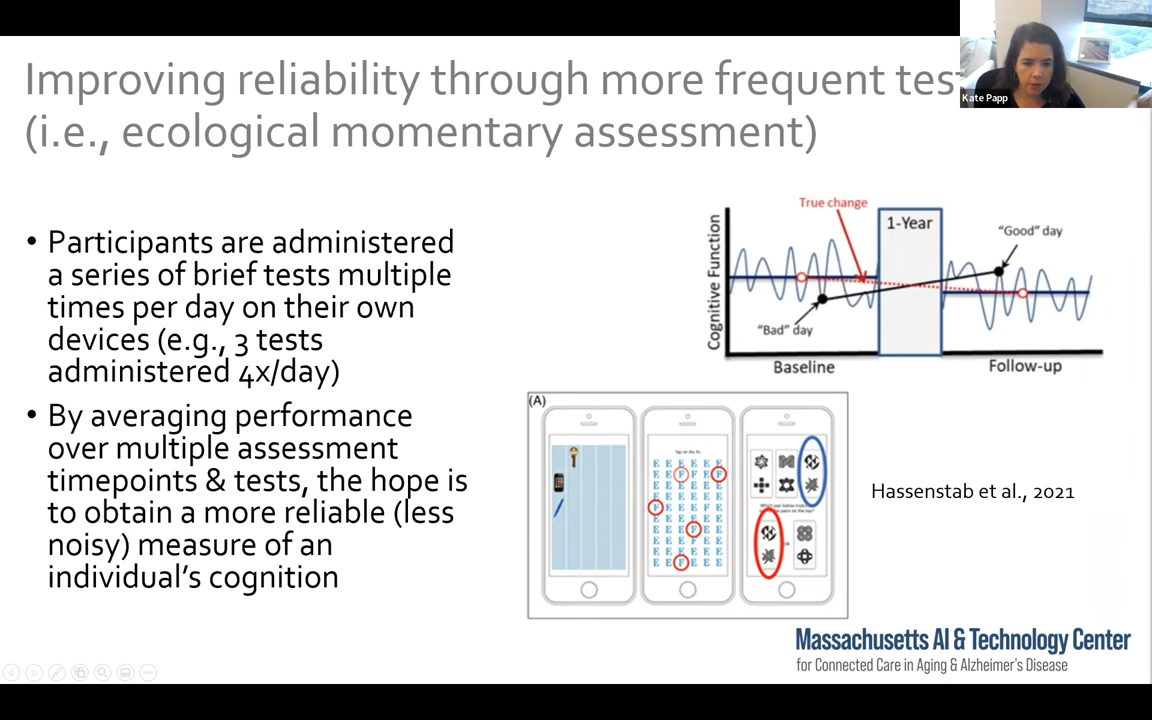 Improving reliability through more frequent tes
(i.e., ecological momentary assessment)
Kate Papp
• Participants are administered
a series of brief tests multiple
times per day on their own
devices (e.g., 3 tests
administered 4x/day)
• By averaging performance
over multiple assessment
timepoints & tests, the hope is
to obtain a more reliable (less
noisy) measure of an
individual's cognition
True change
1-Year
"Good" day
Cognitive Function
"Bad" day
Baseline
Follow-up
(A)
Tap on the Fs.
Hassenstab et al., 2021
Massachusetts AI & Technology Center
for Connected Care in Aging & Alzheimer's Disease